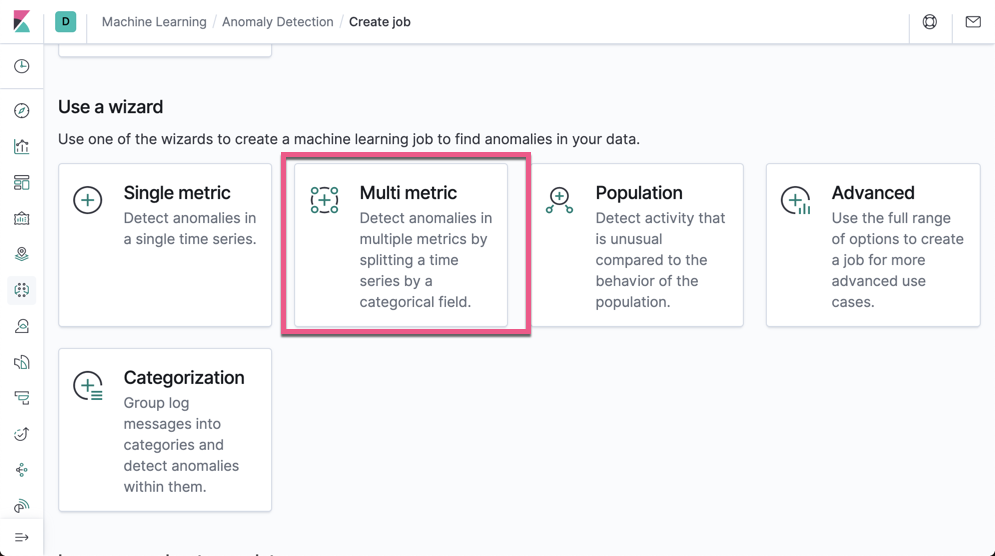 D Machine Learning / Anomaly Detection / Create job
Use a wizard
Use one of the wizards to create a machine learning job to find anomalies in your data.
Single metric
Detect anomalies in
a single time series.
Multi metric
Detect anomalies in
multiple metrics by
splitting a time
series by a
categorical field.
Population
Detect activity that
is unusual
compared to the
behavior of the
population.
Advanced
Use the full range
of options to create
a job for more
advanced use
cases.
Categorization
Group log
messages into
categories and
detect anomalies
within them.